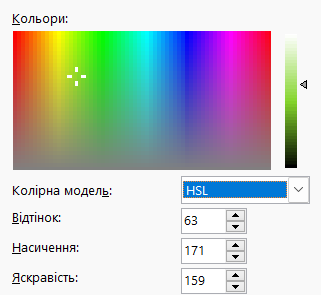 Кольори:
Колірна модель: HSL
Відтінок: 63
Насичення: 171
Яскравість: 159